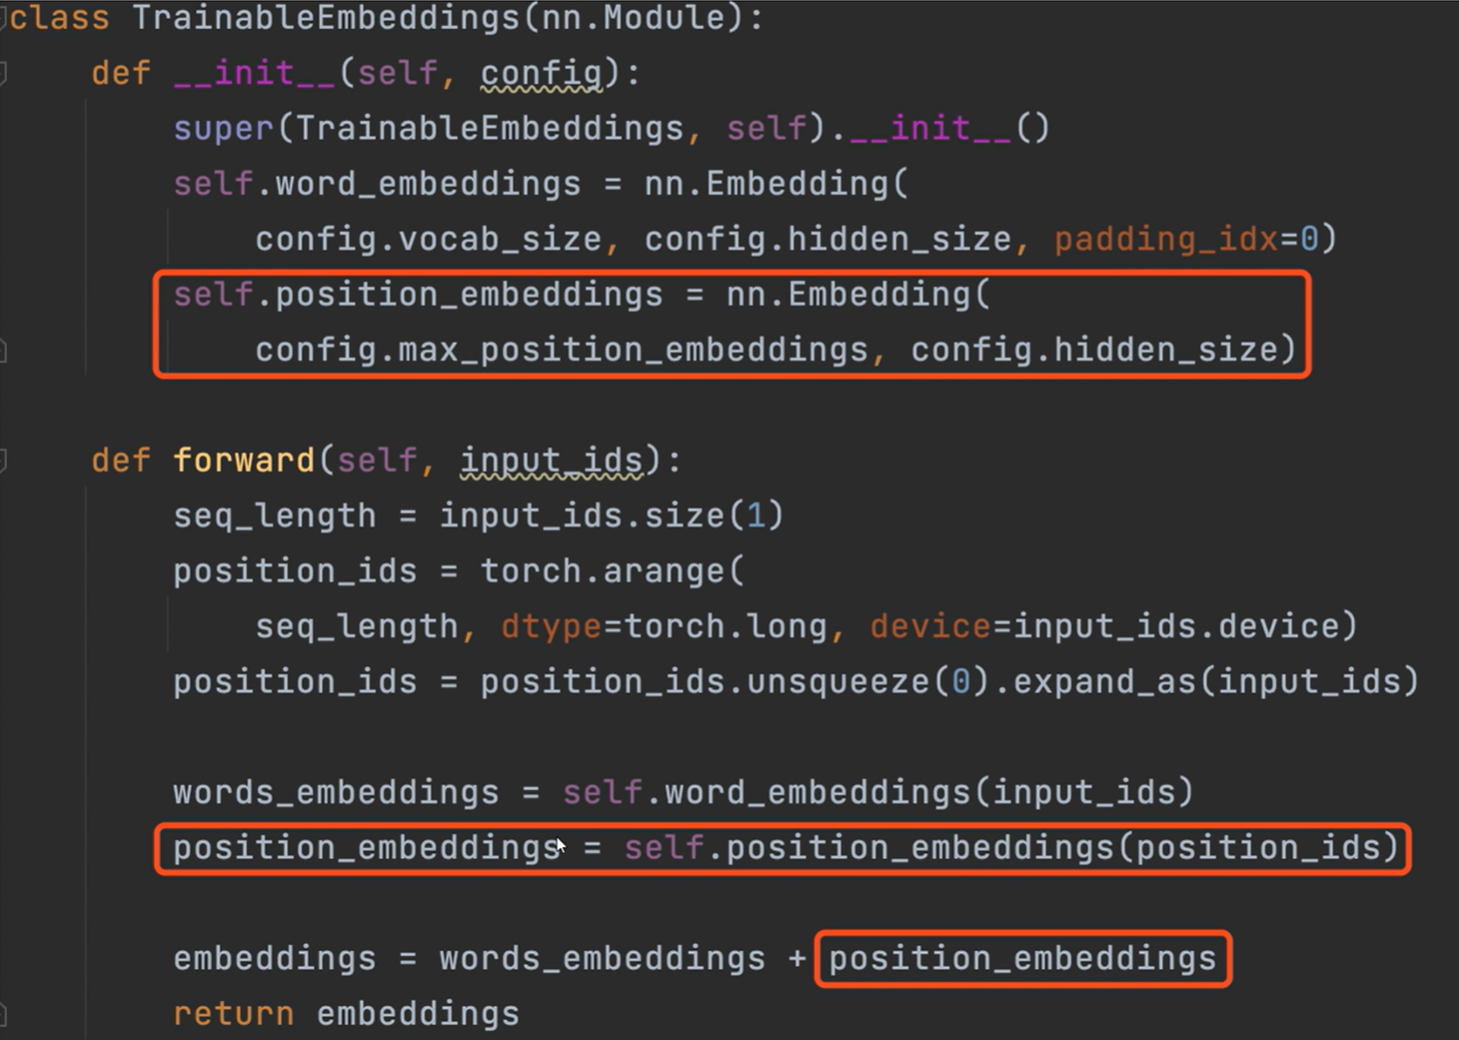 class TrainableEmbeddings(nn.Module):
    def __init__(self, config):
        super(TrainableEmbeddings, self).__init__()
        self.word_embeddings = nn.Embedding(
            config.vocab_size, config.hidden_size, padding_idx=0)
        self.position_embeddings = nn.Embedding(
            config.max_position_embeddings, config.hidden_size)
    def forward(self, input_ids):
        seq_length = input_ids.size(1)
        position_ids = torch.arange(
            seq_length, dtype=torch.long, device=input_ids.device)
        position_ids = position_ids.unsqueeze(0).expand_as(input_ids)
        words_embeddings = self.word_embeddings(input_ids)
        position_embeddings = self.position_embeddings(position_ids)
        embeddings = words_embeddings + position_embeddings
        return embeddings